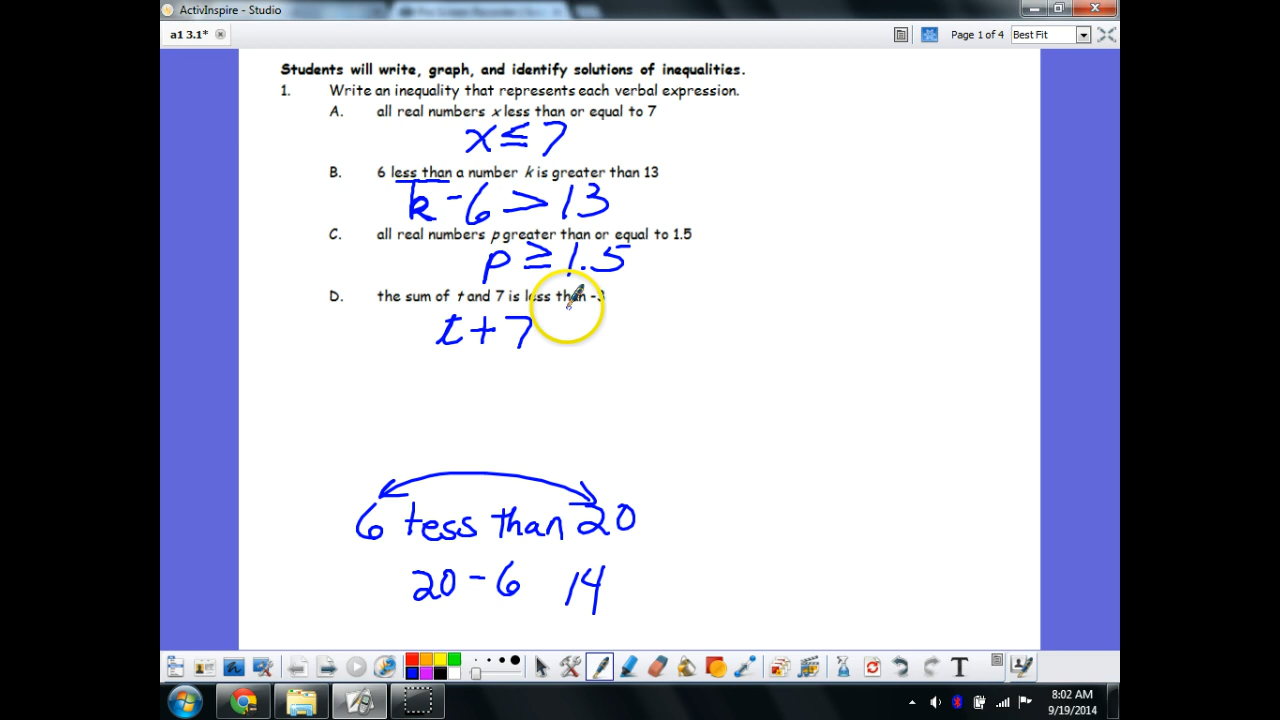 ActivInspire - Studio
a1 3.1*
Page 1 of 4
Best Fit
Students will write, graph, and identify solutions of inequalities.
1. Write an inequality that represents each verbal expression.
A. all real numbers x less than or equal to 7
x ≤ 7
B. 6 less than a number k is greater than 13
k - 6 > 13
C. all real numbers p greater than or equal to 1.5
p ≥ 1.5
D. the sum of t and 7 is less than -3
t + 7
6 less than 20
20 - 6 14
T
8:02 AM
9/19/2014